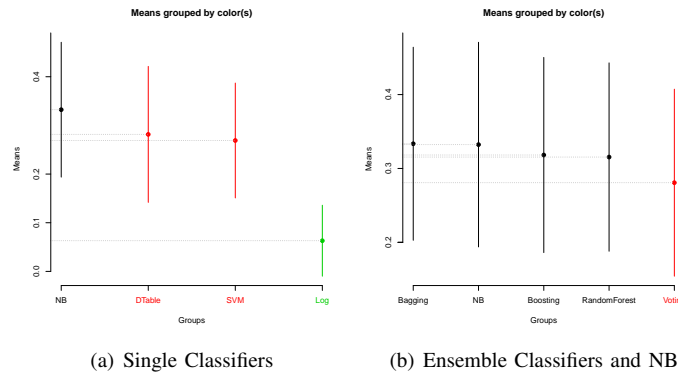 Means grouped by color(s)
Means
0.0
0.1
0.2
0.4
NB
DTable
SVM
Log
Groups
(a) Single Classifiers
Means grouped by color(s)
Means
0.2
0.3
0.4
Bagging
NB
Boosting
RandomForest
Votin
Groups
(b) Ensemble Classifiers and NB